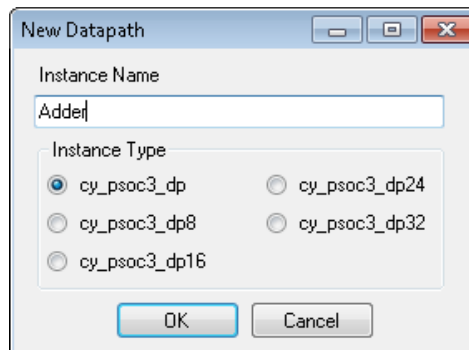 New Datapath
Instance Name
Adder
Instance Type
cy_psoc3_dp
cy_psoc3_dp24
cy_psoc3_dp8
cy_psoc3_dp32
cy_psoc3_dp16
OK
Cancel